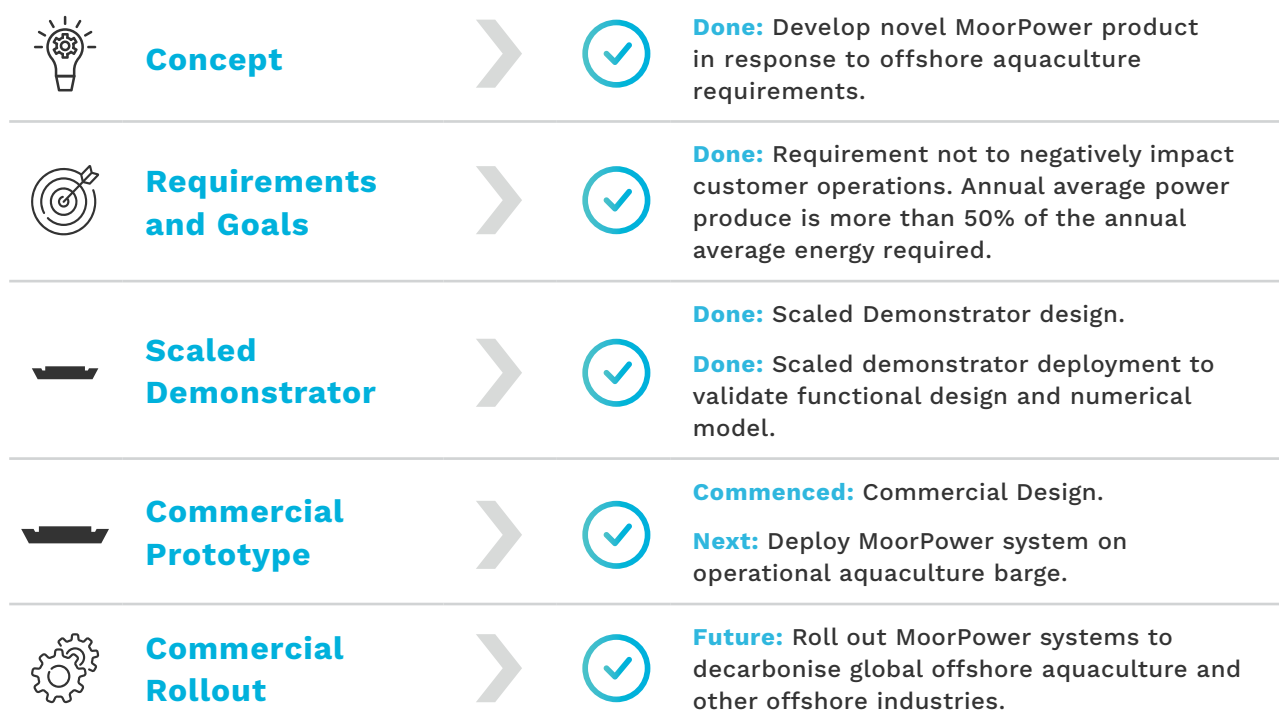 Concept
Done: Develop novel MoorPower product
in response to offshore aquaculture
requirements.
Requirements
and Goals
Done: Requirement not to negatively impact
customer operations. Annual average power
produce is more than 50% of the annual
average energy required.
Scaled
Demonstrator
Done: Scaled Demonstrator design.
Done: Scaled demonstrator deployment to
validate functional design and numerical
model.
Commercial
Prototype
Commenced: Commercial Design.
Next: Deploy MoorPower system on
operational aquaculture barge.
Commercial
Rollout
Future: Roll out MoorPower systems to
decarbonise global offshore aquaculture and
other offshore industries.